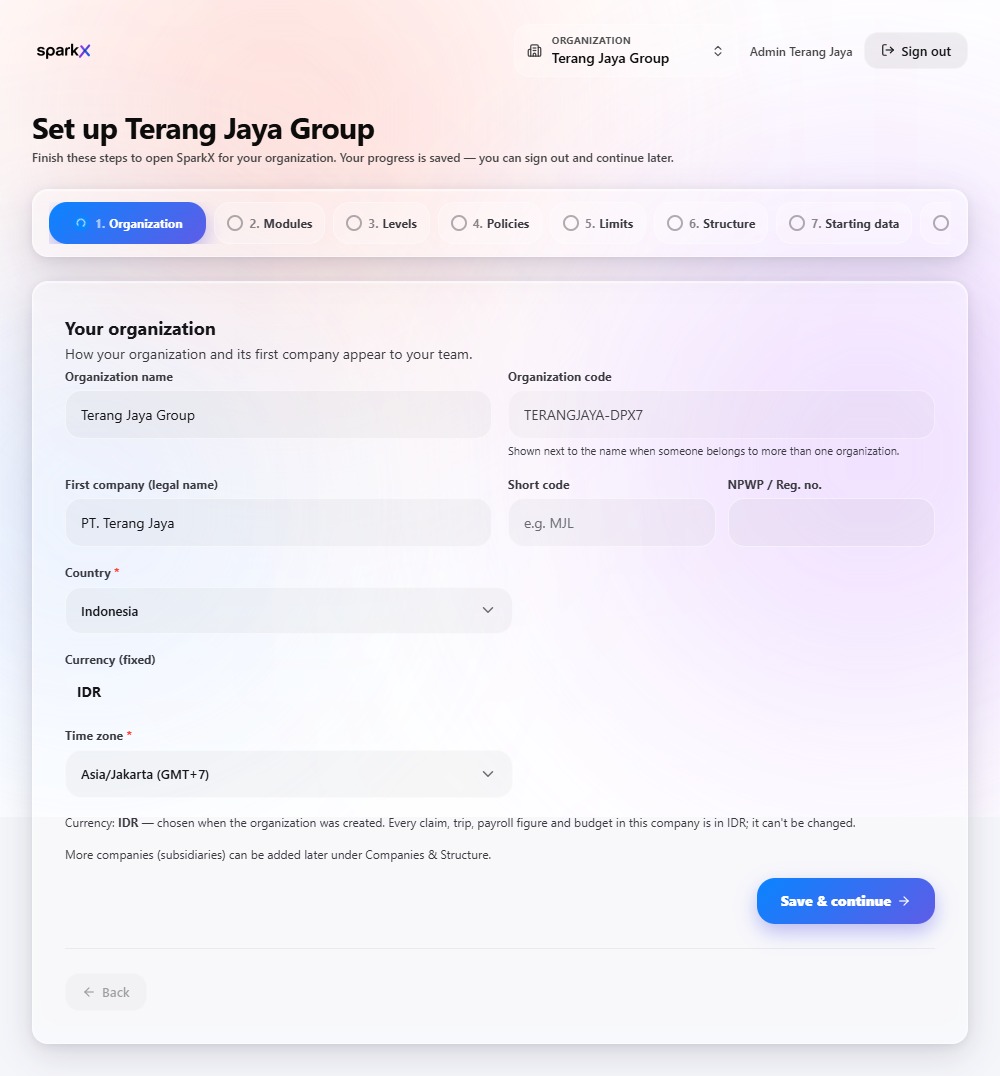 sparkX
ORGANIZATION
Terang Jaya Group
Admin Terang Jaya
Sign out
Set up Terang Jaya Group
Finish these steps to open SparkX for your organization. Your progress is saved — you can sign out and continue later.
1. Organization
2. Modules
3. Levels
4. Policies
5. Limits
6. Structure
7. Starting data
Your organization
How your organization and its first company appear to your team.
Organization name
Organization code
Terang Jaya Group
TERANGJAYA-DPX7
Shown next to the name when someone belongs to more than one organization.
First company (legal name)
Short code
NPWP / Reg. no.
PT. Terang Jaya
e.g. MJL
Country *
Indonesia
Currency (fixed)
IDR
Time zone *
Asia/Jakarta (GMT+7)
Currency: IDR — chosen when the organization was created. Every claim, trip, payroll figure and budget in this company is in IDR; it can't be changed.
More companies (subsidiaries) can be added later under Companies & Structure.
Save & continue →
← Back